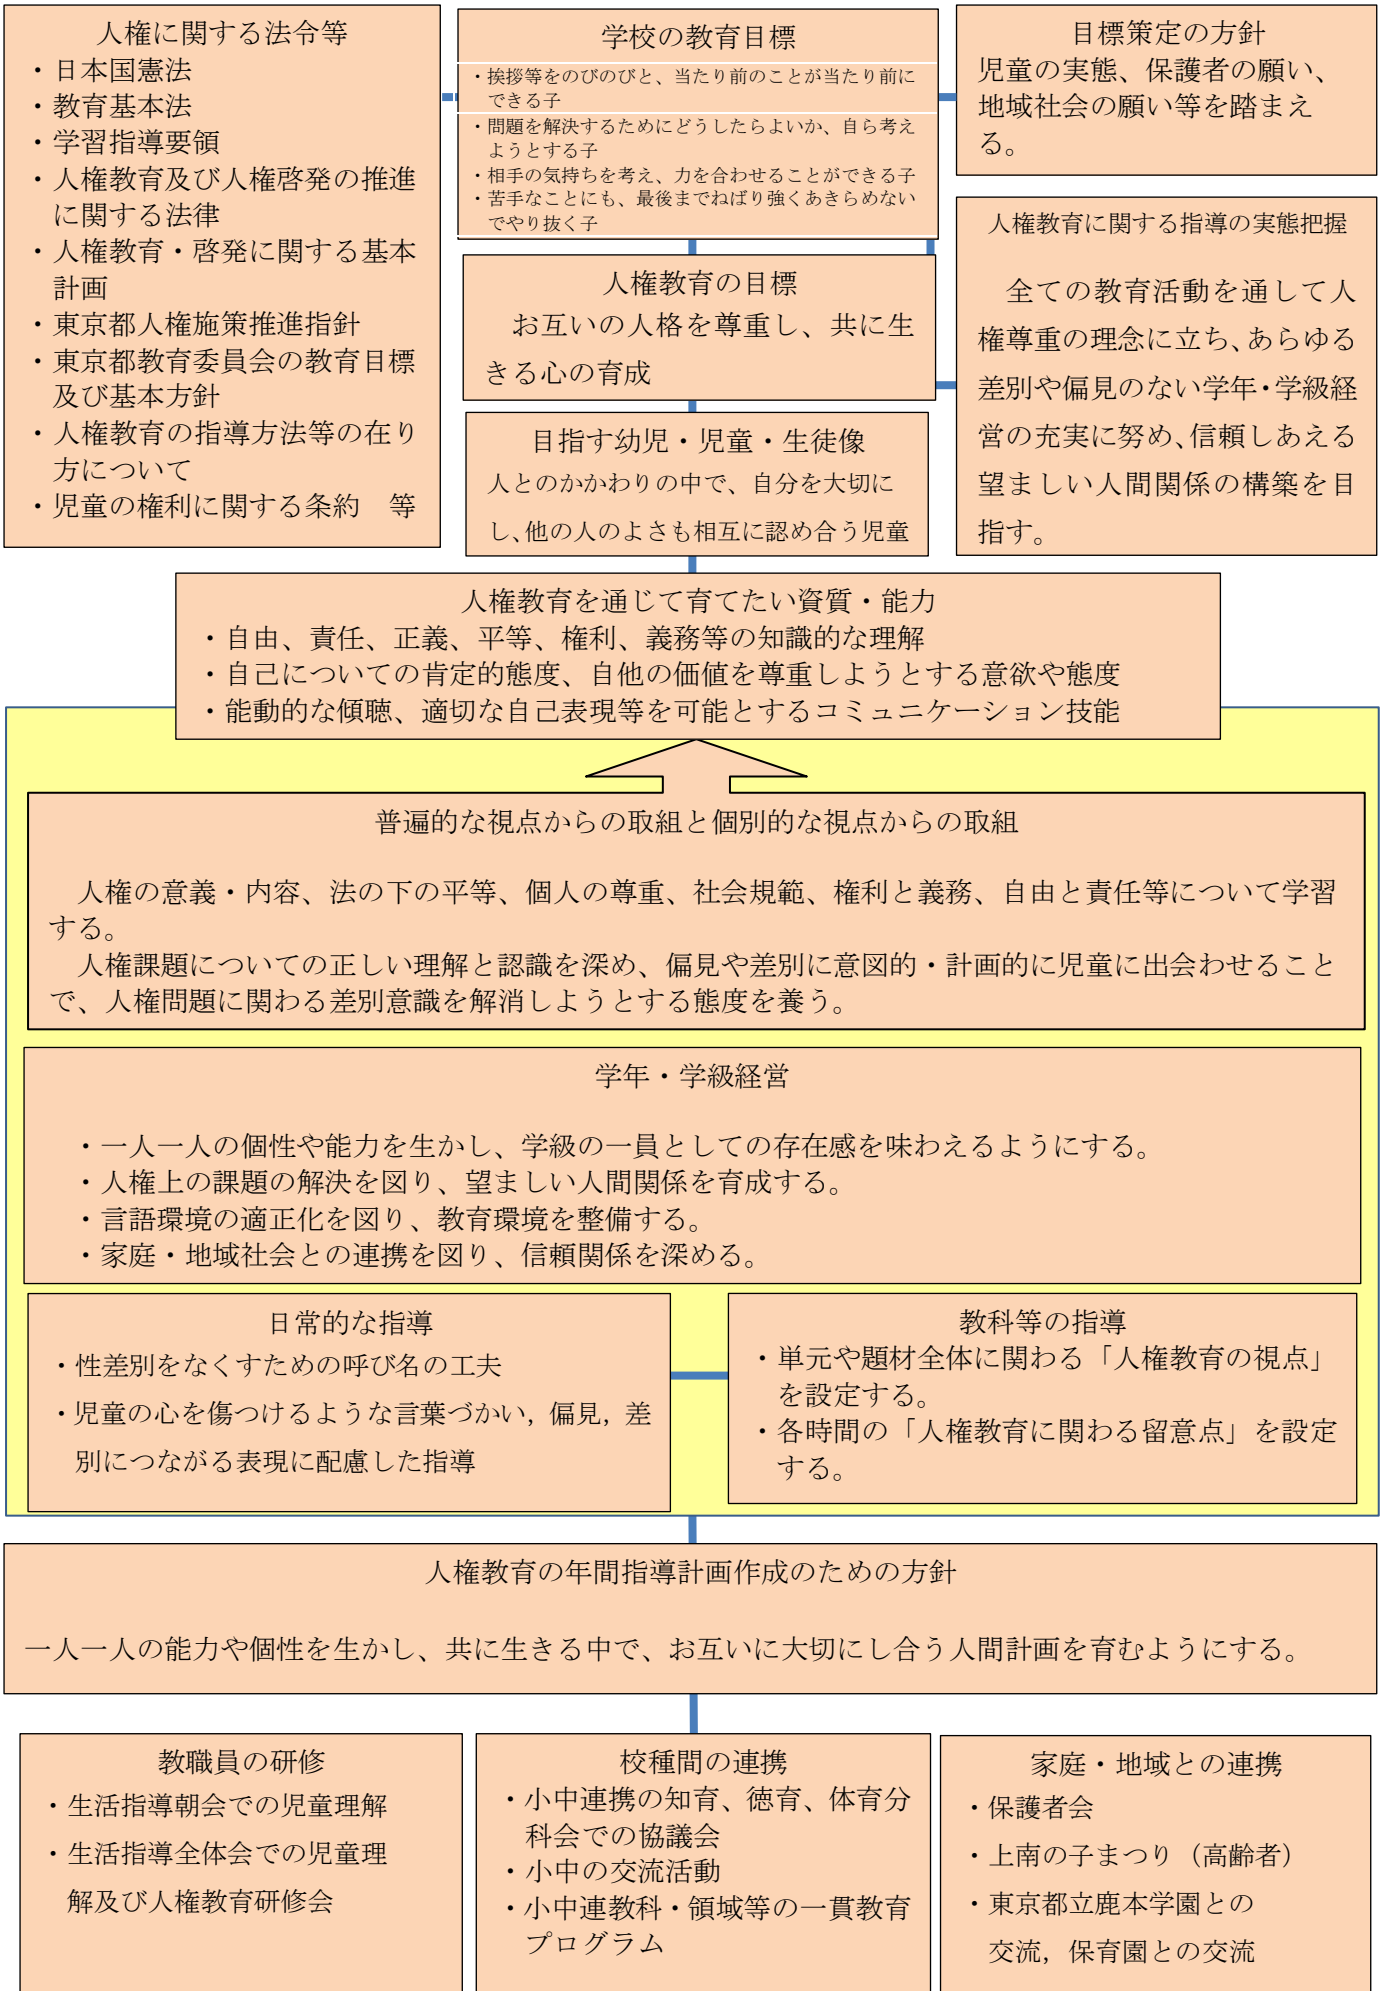 人権に関する法令等
・日本国憲法
・教育基本法
・学習指導要領
・人権教育及び人権啓発の推進
に関する法律
・人権教育・啓発に関する基本
計画
・東京都人権施策推進指針
・東京都教育委員会の教育目標
及び基本方針
・人権教育の指導方法等の在り
方について
・児童の権利に関する条約　等
学校の教育目標
・挨拶等をのびのびと、当たり前のことが当たり前に
できる子
・問題を解決するためにどうしたらよいか、自ら考え
ようとする子
・相手の気持ちを考え、力を合わせることができる子
・苦手なことにも、最後までねばり強くあきらめない
でやり抜く子
目標策定の方針
児童の実態、保護者の願い、
地域社会の願い等を踏まえ
る。
人権教育の目標
お互いの人格を尊重し、共に生
きる心の育成
人権教育に関する指導の実態把握
全ての教育活動を通して人
権尊重の理念に立ち、あらゆる
差別や偏見のない学年・学級経
営の充実に努め、信頼しあえる
望ましい人間関係の構築を目
指す。
目指す幼児・児童・生徒像
人とのかかわりの中で、自分を大切に
し、他の人のよさも相互に認め合う児童
人権教育を通じて育てたい資質・能力
・自由、責任、正義、平等、権利、義務等の知識的な理解
・自己についての肯定的態度、自他の価値を尊重しようとする意欲や態度
・能動的な傾聴、適切な自己表現等を可能とするコミュニケーション技能
普遍的な視点からの取組と個別的な視点からの取組
人権の意義・内容、法の下の平等、個人の尊重、社会規範、権利と義務、自由と責任等について学習
する。
人権課題についての正しい理解と認識を深め、偏見や差別に意図的・計画的に児童に出会わせること
で、人権問題に関わる差別意識を解消しようとする態度を養う。
学年・学級経営
・一人一人の個性や能力を生かし、学級の一員としての存在感を味わえるようにする。
・人権上の課題の解決を図り、望ましい人間関係を育成する。
・言語環境の適正化を図り、教育環境を整備する。
・家庭・地域社会との連携を図り、信頼関係を深める。
日常的な指導
・性差別をなくすための呼び名の工夫
・児童の心を傷つけるような言葉づかい，偏見，差
別につながる表現に配慮した指導
教科等の指導
・単元や題材全体に関わる「人権教育の視点」
を設定する。
・各時間の「人権教育に関わる留意点」を設定
する。
人権教育の年間指導計画作成のための方針
一人一人の能力や個性を生かし、共に生きる中で、お互いに大切にし合う人間計画を育むようにする。
教職員の研修
・生活指導朝会での児童理解
・生活指導全体会での児童理
解及び人権教育研修会
校種間の連携
・小中連携の知育、徳育、体育分
科会での協議会
・小中の交流活動
・小中連教科・領域等の一貫教育
プログラム
家庭・地域との連携
・保護者会
・上南の子まつり（高齢者）
・東京都立鹿本学園との
交流，保育園との交流